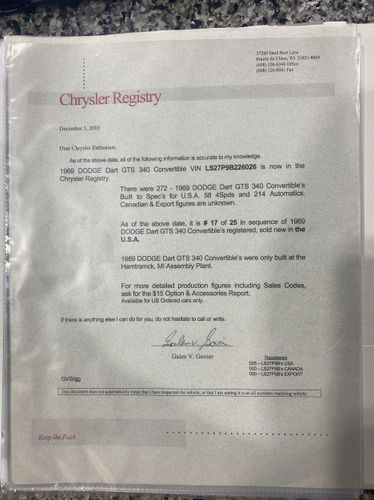 37260 Sand Burr Lane
Prairie du Chien, WI 53821-8845
(608) 326-6349 Office
(608) 326-8061 Fax
Chrysler Registry
December 3, 2003
Dear Chrysler Enthusiast,
As of the above date, all of the following information is accurate to my knowledge.
1969 DODGE Dart GTS 340 Convertible VIN LS27P9B226026 is now in the
Chrysler Registry.
There were 272 - 1969 DODGE Dart GTS 340 Convertible's
Built to Spec's for U.S.A. 58 4Spds and 214 Automatics.
Canadian & Export figures are unknown.
As of the above date, it is # 17 of 25 in sequence of 1969
DODGE Dart GTS 340 Convertible's registered, sold new in the
U.S.A.
1969 DODGE Dart GTS 340 Convertible's were only built at the
Hamtramck, MI Assembly Plant.
For more detailed production figures including Sales Codes,
ask for the $15 Option & Accessories Report.
Available for US Ordered cars only.
if there is anything else I can do for you, do not hesitate to call or write.
Galen V. Govier
Galen V. Govier
Registered
025 - LS27P9B's USA
000 - LS27P9B's CANADA
000 - LS27P9B's EXPORT
GVG/gg
This document does not automatically mean that I have inspected the vehicle, or that I am stating it is an all numbers matching vehicle.
Keep the Faith